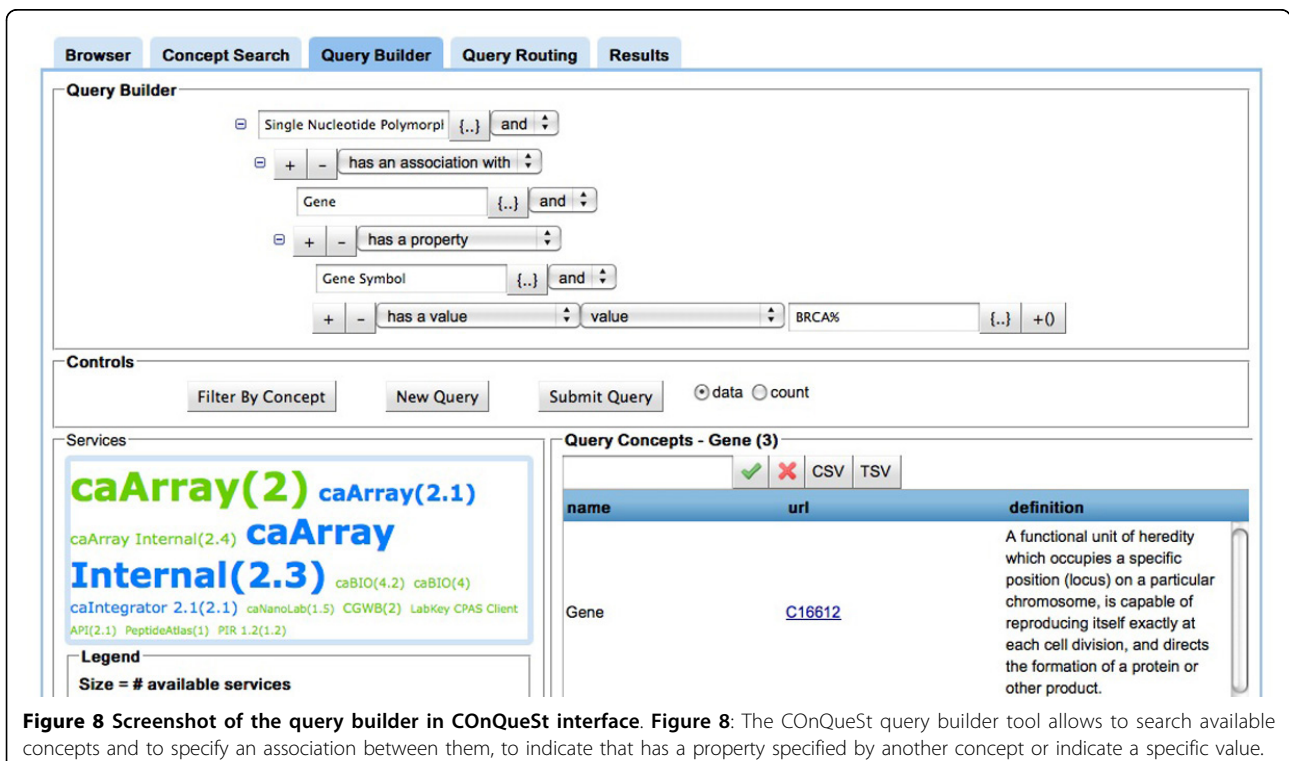 Browser Concept Search Query Builder Query Routing Results
Query Builder
Single Nucleotide Polymorpl {..} and
+ - has an association with
Gene {..} and
+ - has a property
Gene Symbol {..} and
+ - has a value value BRCA% {..} +()
Controls
Filter By Concept New Query Submit Query data count
Services
caArray(2) caArray(2.1)
caArray Internal(2.4) caArray
Internal(2.3) caBIO(4.2) caBIO(4)
caIntegrator 2.1(2.1) caNanoLab(1.5) CGWB(2) LabKey CPAS Client
API(2.1) PeptideAtlas(1) PIR 1.2(1.2)
Legend
Size = # available services
Query Concepts - Gene (3)
CSV TSV
name url definition
Gene C16612
A functional unit of heredity
which occupies a specific
position (locus) on a particular
chromosome, is capable of
reproducing itself exactly at
each cell division, and directs
the formation of a protein or
other product.
Figure 8 Screenshot of the query builder in COnQueSt interface. Figure 8: The COnQueSt query builder tool allows to search available
concepts and to specify an association between them, to indicate that has a property specified by another concept or indicate a specific value.